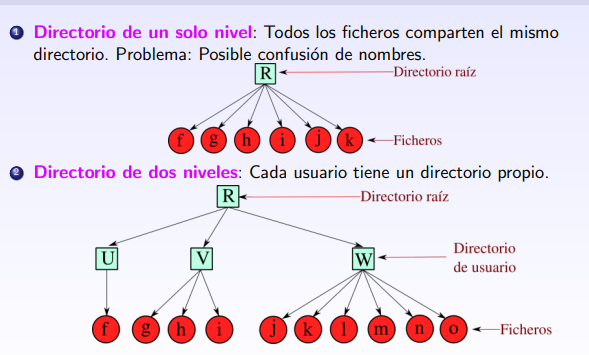 1 Directorio de un solo nivel: Todos los ficheros comparten el mismo
directorio. Problema: Posible confusión de nombres.
R Directorio raíz
f g h i j k Ficheros
2 Directorio de dos niveles: Cada usuario tiene un directorio propio.
R Directorio raíz
U V W Directorio
de usuario
f g h i j k l m n o Ficheros